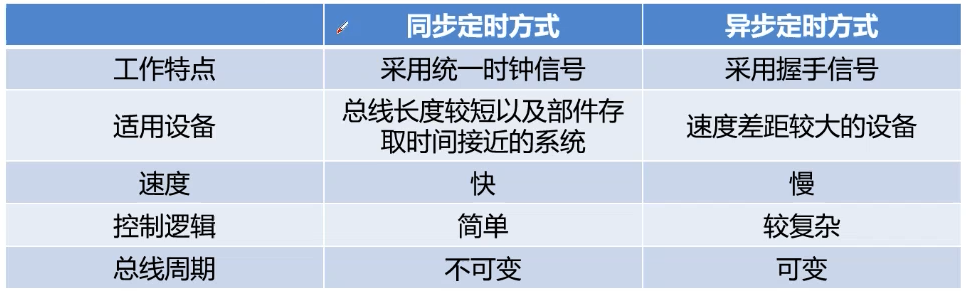 同步定时方式 异步定时方式
工作特点 采用统一时钟信号 采用握手信号
适用设备 总线长度较短以及部件存
取时间接近的系统 速度差距较大的设备
速度 快 慢
控制逻辑 简单 较复杂
总线周期 不可变 可变